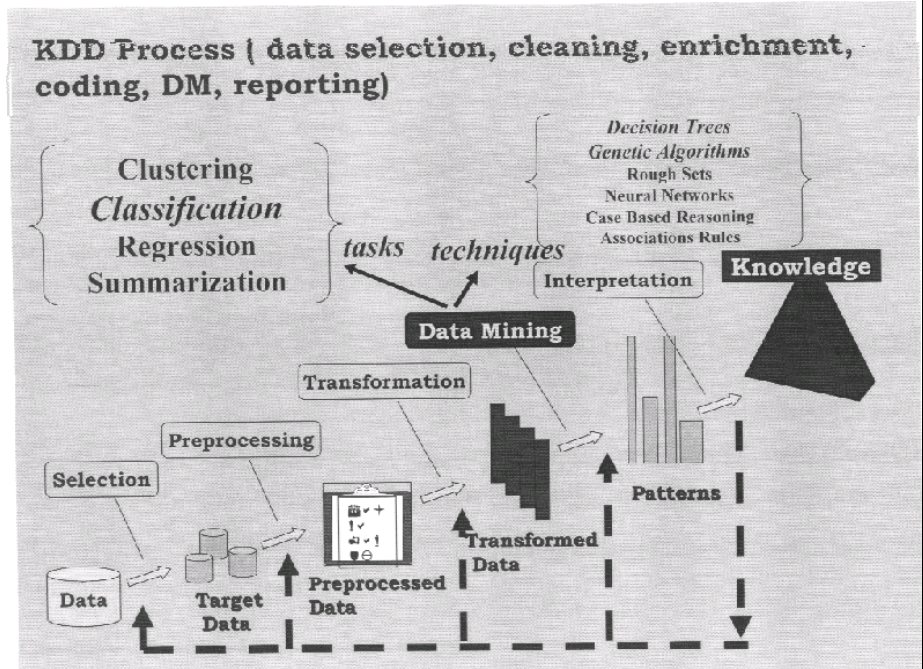 KDD Process ( data selection, cleaning, enrichment,
coding, DM, reporting)
Clustering
Classification
Regression
Summarization
tasks
techniques
Decision Trees
Genetic Algorithms
Rough Sets
Neural Networks
Case Based Reasoning
Associations Rules
Interpretation
Knowledge
Data Mining
Transformation
Preprocessing
Selection
Patterns
Transformed
Data
Preprocessed
Data
Target
Data
Data